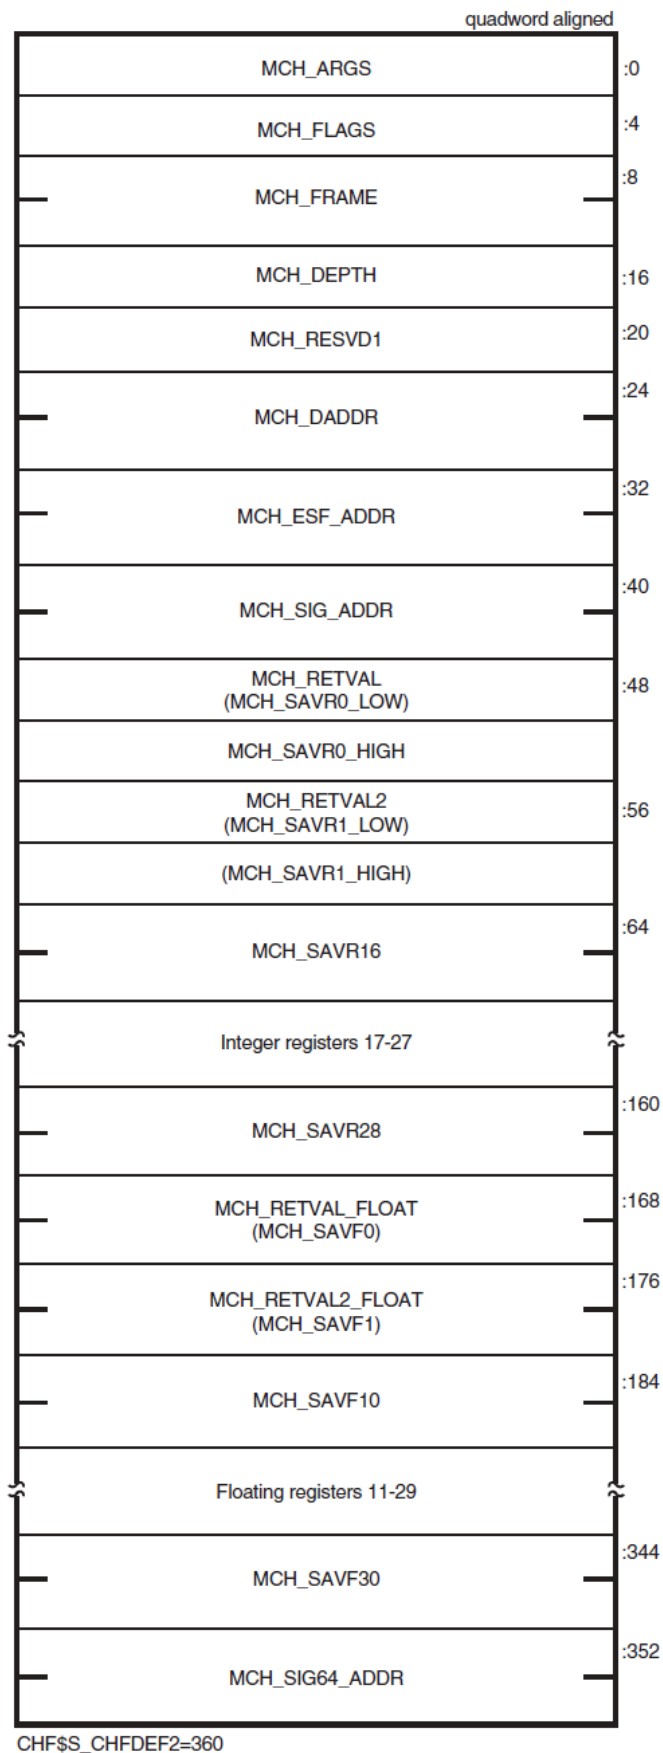 quadword aligned
MCH_ARGS :0
MCH_FLAGS :4
MCH_FRAME :8
MCH_DEPTH :16
MCH_RESVD1 :20
MCH_DADDR :24
MCH_ESF_ADDR :32
MCH_SIG_ADDR :40
MCH_RETVAL :48
(MCH_SAVR0_LOW)
MCH_SAVR0_HIGH
MCH_RETVAL2 :56
(MCH_SAVR1_LOW)
(MCH_SAVR1_HIGH)
MCH_SAVR16 :64
Integer registers 17-27
MCH_SAVR28 :160
MCH_RETVAL_FLOAT :168
(MCH_SAVF0)
MCH_RETVAL2_FLOAT :176
(MCH_SAVF1)
MCH_SAVF10 :184
Floating registers 11-29
MCH_SAVF30 :344
MCH_SIG64_ADDR :352
CHF$S_CHFDEF2=360